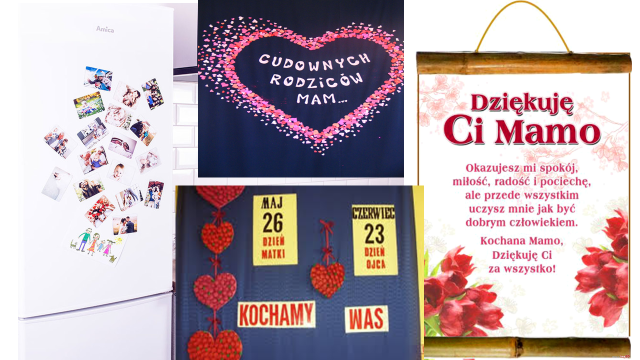 Amica
CUDOWNYCH
RODZICÓW
MAM...
MAJ
26
DZIEŃ
MATKI
CZERWIEC
23
DZIEŃ
OJCA
KOCHAMY
WAS
Dziękuję
Ci Mamo
Okazujesz mi spokój,
miłość, radość i pociechę,
ale przede wszystkim
uczysz mnie jak być
dobrym człowiekiem.
Kochana Mamo,
Dziękuję Ci
za wszystko!